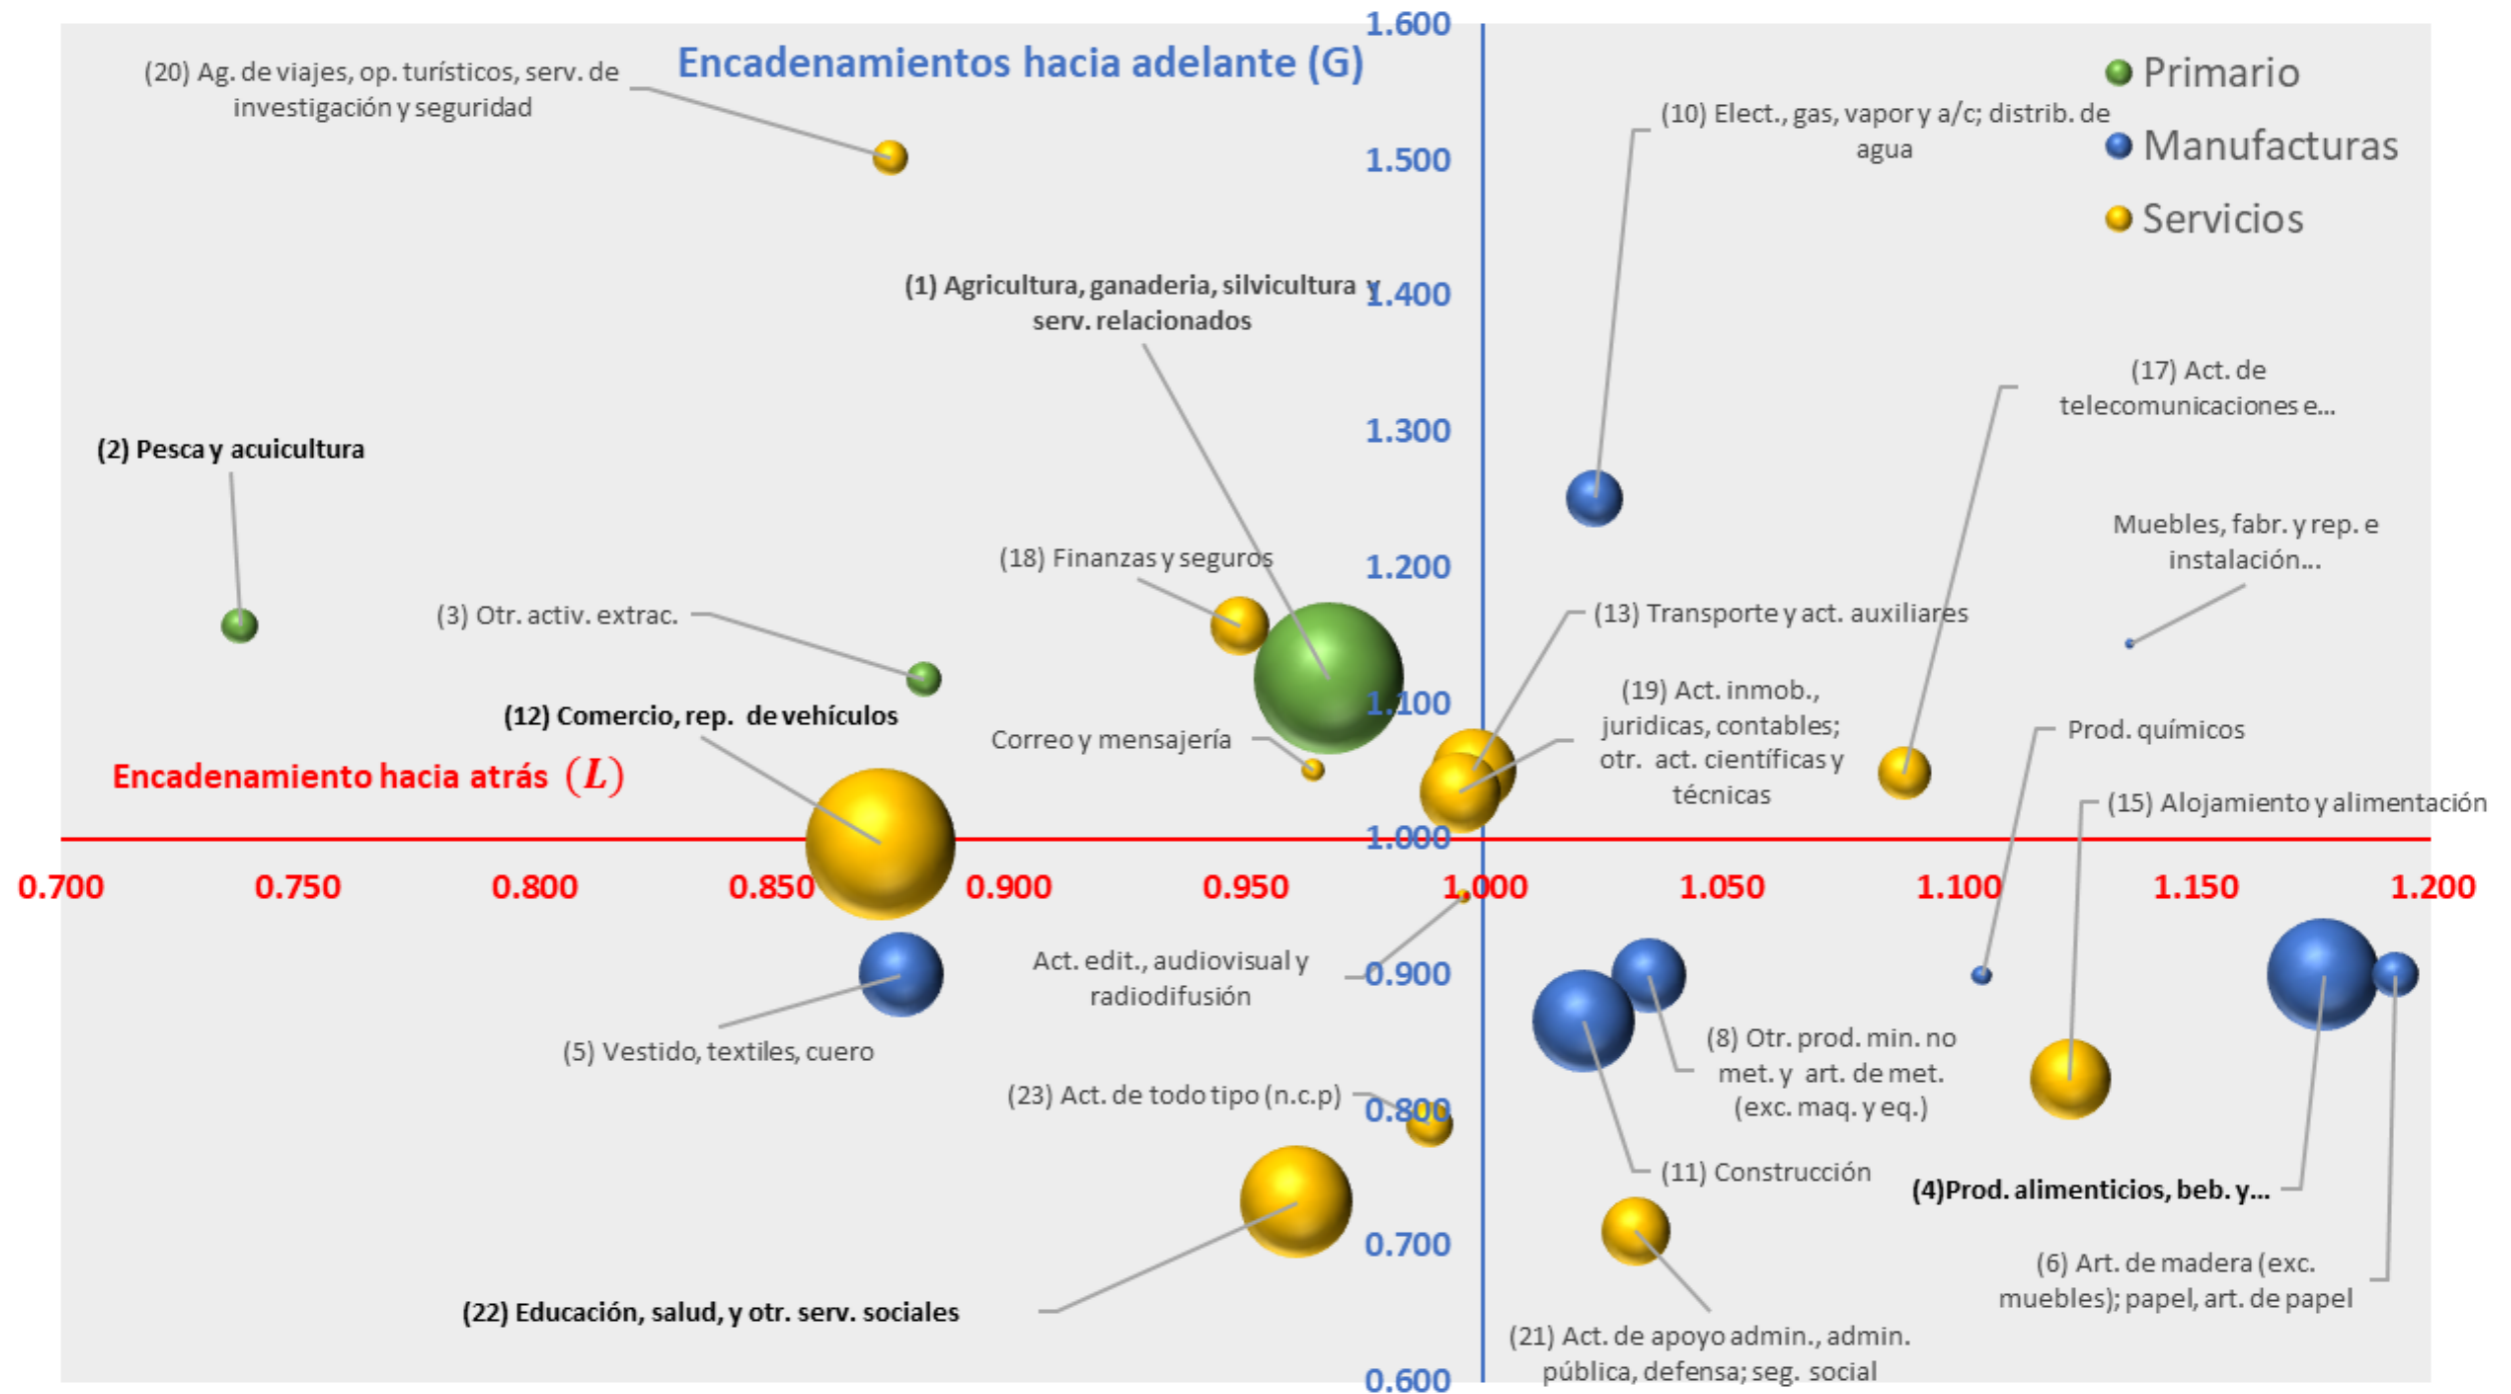 1.600
Encadenamientos hacia adelante (G)
Primario
Manufacturas
Servicios
(20) Ag. de viajes, op. turísticos, serv. de
investigación y seguridad
(10) Elect., gas, vapor y a/c; distrib. de
agua
1.500
(1) Agricultura, ganaderia, silvicultura y
serv. relacionados
1.400
(17) Act. de
telecomunicaciones e...
1.300
(2) Pesca y acuicultura
Muebles, fabr. y rep. e
instalación...
(18) Finanzas y seguros
1.200
(3) Otr. activ. extrac.
(13) Transporte y act. auxiliares
(19) Act. inmob.,
juridicas, contables;
otr. act. científicas y
técnicas
1.100
(12) Comercio, rep. de vehículos
Correo y mensajería
Prod. químicos
Encadenamiento hacia atrás (L)
(15) Alojamiento y alimentación
1.000
0.700 0.750 0.800 0.850 0.900 0.950 1.000 1.050 1.100 1.150 1.200
Act. edit., audiovisual y
radiodifusión
0.900
(5) Vestido, textiles, cuero
(8) Otr. prod. min. no
met. y art. de met.
(exc. maq. y eq.)
(23) Act. de todo tipo (n.c.p)
0.800
(11) Construcción
(4)Prod. alimenticios, beb. y...
0.700
(6) Art. de madera (exc.
muebles); papel, art. de papel
(22) Educación, salud, y otr. serv. sociales
(21) Act. de apoyo admin., admin.
pública, defensa; seg. social
0.600